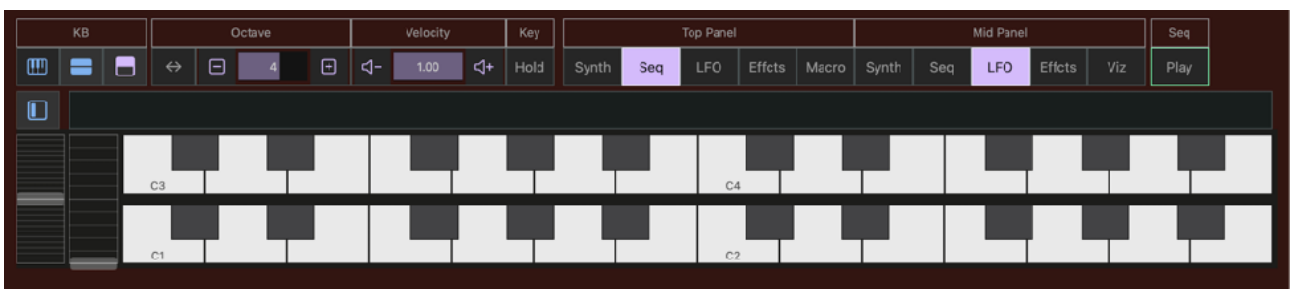 KB Octave Velocity Key Top Panel Mid Panel Seq
4 1.00 Hold Synth Seq LFO Effcts Macro Synth Seq LFO Effcts Viz Play
C3 C4
C1 C2